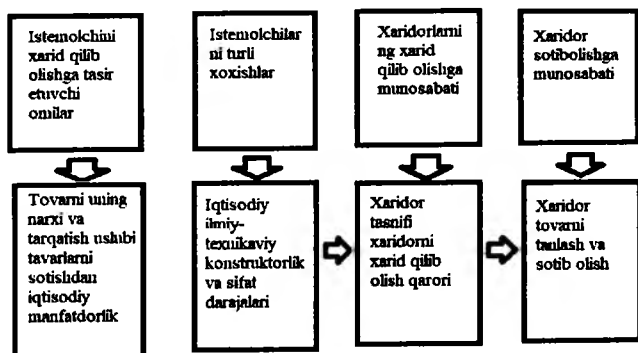 Istemolchini
xarid qilib
olishga tasir
etuvchi
omilar
Istemolchilar
ni turli
xoxishlar
Xaridorlarni
ng xarid
qilib olishga
munosabati
Xaridor
sotibolishga
munosabati
Tovarni uning
narxi va
tarqatish uslubi
tavarlarni
sotishdan
iqtisodiy
manfatdorlik
Iqtisodiy
ilmiy-
texnikaviy
konstruktorlik
va sifat
darajalari
Xaridor
tasnifi
xaridorni
xarid qilib
olish qarori
Xaridor
tovarni
tanlash va
sotib olish